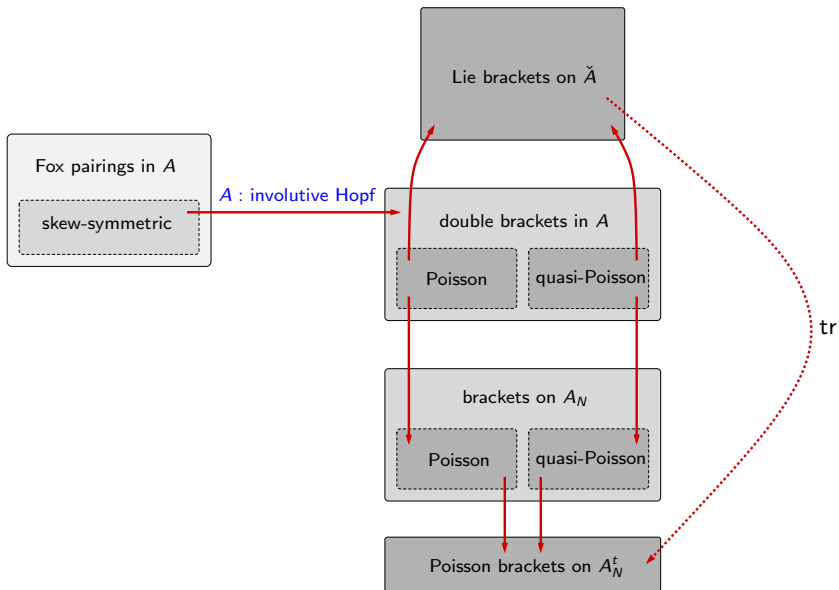 Lie brackets on Ǎ
Fox pairings in A
skew-symmetric
A : involutive Hopf
double brackets in A
Poisson
quasi-Poisson
tr
brackets on A_N
Poisson
quasi-Poisson
Poisson brackets on A_N^t